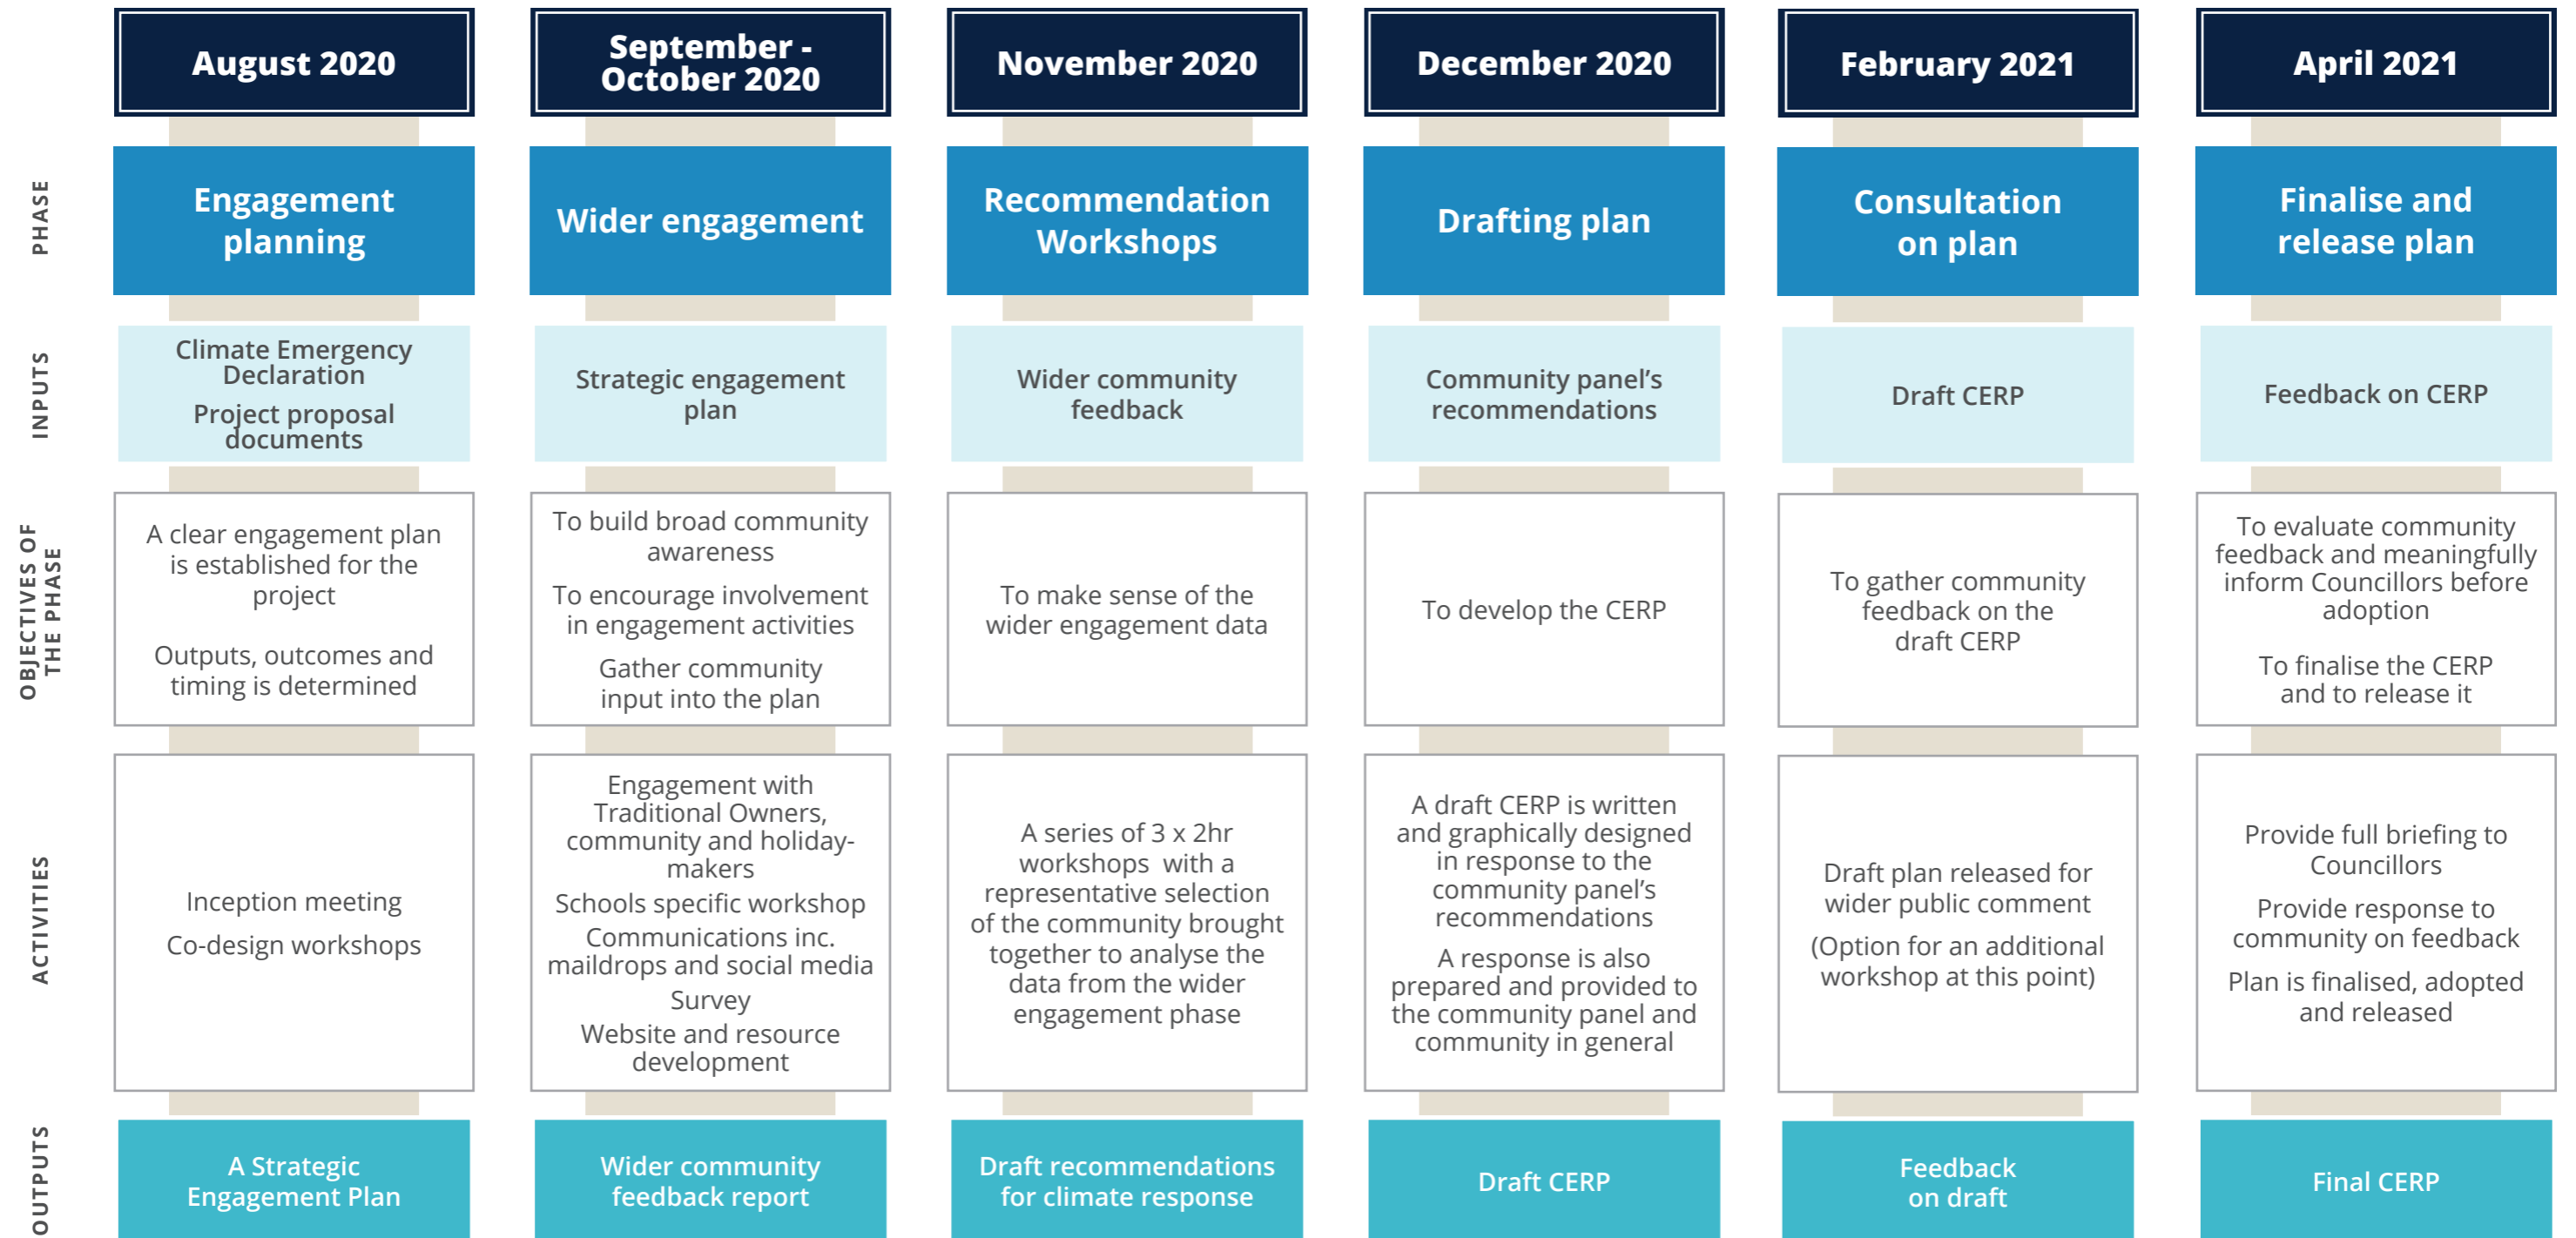 August 2020
September -
October 2020
November 2020
December 2020
February 2021
April 2021
PHASE
Engagement
planning
Wider engagement
Recommendation
Workshops
Drafting plan
Consultation
on plan
Finalise and
release plan
INPUTS
Climate Emergency
Declaration
Project proposal
documents
Strategic engagement
plan
Wider community
feedback
Community panel’s
recommendations
Draft CERP
Feedback on CERP
OBJECTIVES OF
THE PHASE
A clear engagement plan
is established for the
project
Outputs, outcomes and
timing is determined
To build broad community
awareness
To encourage involvement
in engagement activities
Gather community
input into the plan
To make sense of the
wider engagement data
To develop the CERP
To gather community
feedback on the
draft CERP
To evaluate community
feedback and meaningfully
inform Councillors before
adoption
To finalise the CERP
and to release it
ACTIVITIES
Inception meeting
Co-design workshops
Engagement with
Traditional Owners,
community and holiday-
makers
Schools specific workshop
Communications inc.
maildrops and social media
Survey
Website and resource
development
A series of 3 x 2hr
workshops with a
representative selection
of the community brought
together to analyse the
data from the wider
engagement phase
A draft CERP is written
and graphically designed
in response to the
community panel’s
recommendations
A response is also
prepared and provided to
the community panel and
community in general
Draft plan released for
wider public comment
(Option for an additional
workshop at this point)
Provide full briefing to
Councillors
Provide response to
community on feedback
Plan is finalised, adopted
and released
OUTPUTS
A Strategic
Engagement Plan
Wider community
feedback report
Draft recommendations
for climate response
Draft CERP
Feedback
on draft
Final CERP